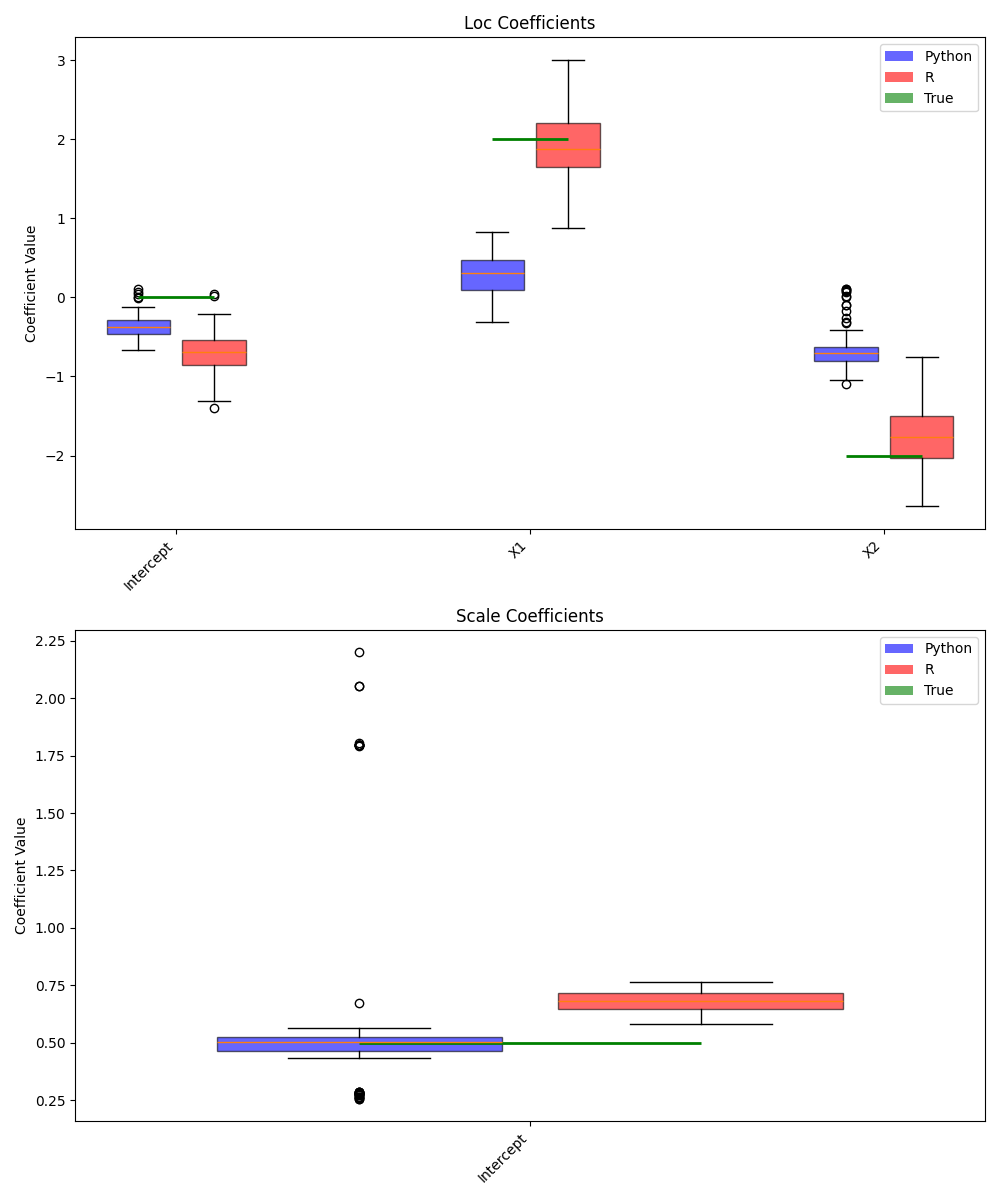 Loc Coefficients
Python
R
True
Coefficient Value
3
2
1
0
−1
−2
Intercept
X1
X2
Scale Coefficients
Python
R
True
Coefficient Value
2.25
2.00
1.75
1.50
1.25
1.00
0.75
0.50
0.25
Intercept